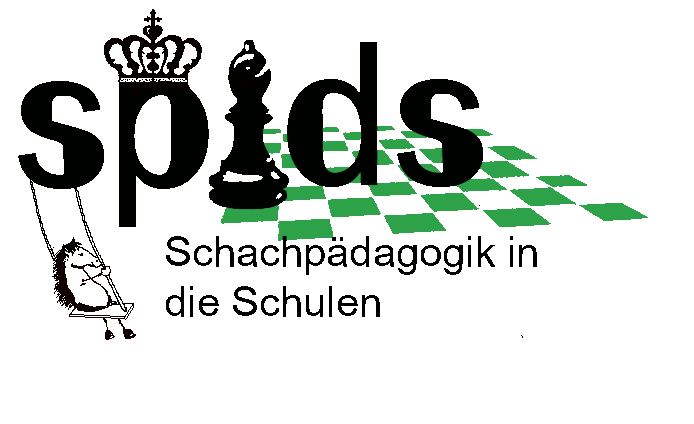 spids
Schachpädagogik in
die Schulen